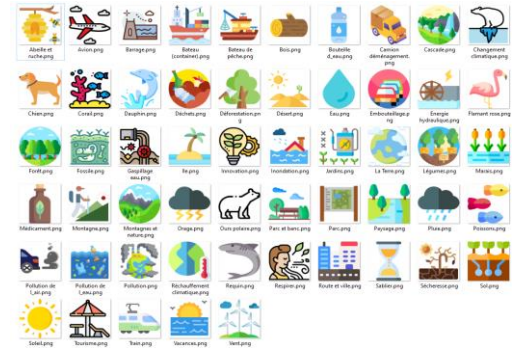 Abeille et ruche.png
Avion.png
Barrage.png
Bateau (container).png
Bateau de pêche.png
Bois.png
Bouteille d_eau.png
Camion déménagement.png
Cascade.png
Changement climatique.png
Chien.png
Corail.png
Dauphin.png
Déchets.png
Déforestation.png
Désert.png
Eau.png
Embouteillage.png
Énergie hydraulique.png
Flamant rose.png
Forêt.png
Fossile.png
Gaspillage eau.png
Ile.png
Innovation.png
Inondation.png
Jardins.png
La Terre.png
Légumes.png
Marais.png
Médicament.png
Montagne.png
Montagnes et nature.png
Orage.png
Ours polaire.png
Parc et banc.png
Parc.png
Paysage.png
Pluie.png
Poissons.png
Pollution de l_air.png
Pollution de l_eau.png
Pollution.png
Réchauffement climatique.png
Requin.png
Respirer.png
Route et ville.png
Sablier.png
Sécheresse.png
Sol.png
Soleil.png
Tourisme.png
Train.png
Vacances.png
Vent.png